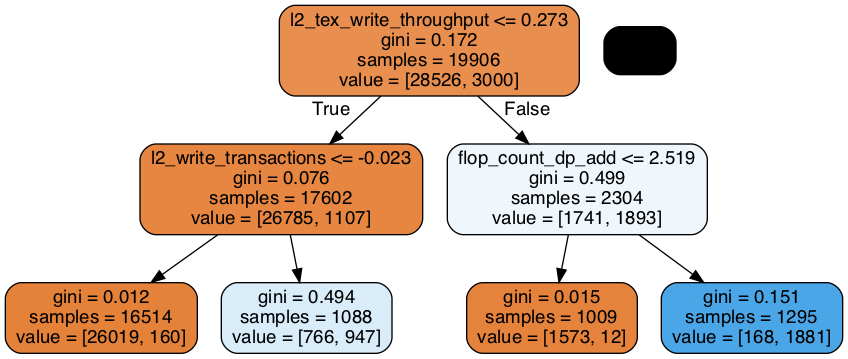 l2_tex_write_throughput <= 0.273
gini = 0.172
samples = 19906
value = [28526, 3000]
True
False
l2_write_transactions <= -0.023
gini = 0.076
samples = 17602
value = [26785, 1107]
flop_count_dp_add <= 2.519
gini = 0.499
samples = 2304
value = [1741, 1893]
gini = 0.012
samples = 16514
value = [26019, 160]
gini = 0.494
samples = 1088
value = [766, 947]
gini = 0.015
samples = 1009
value = [1573, 12]
gini = 0.151
samples = 1295
value = [168, 1881]